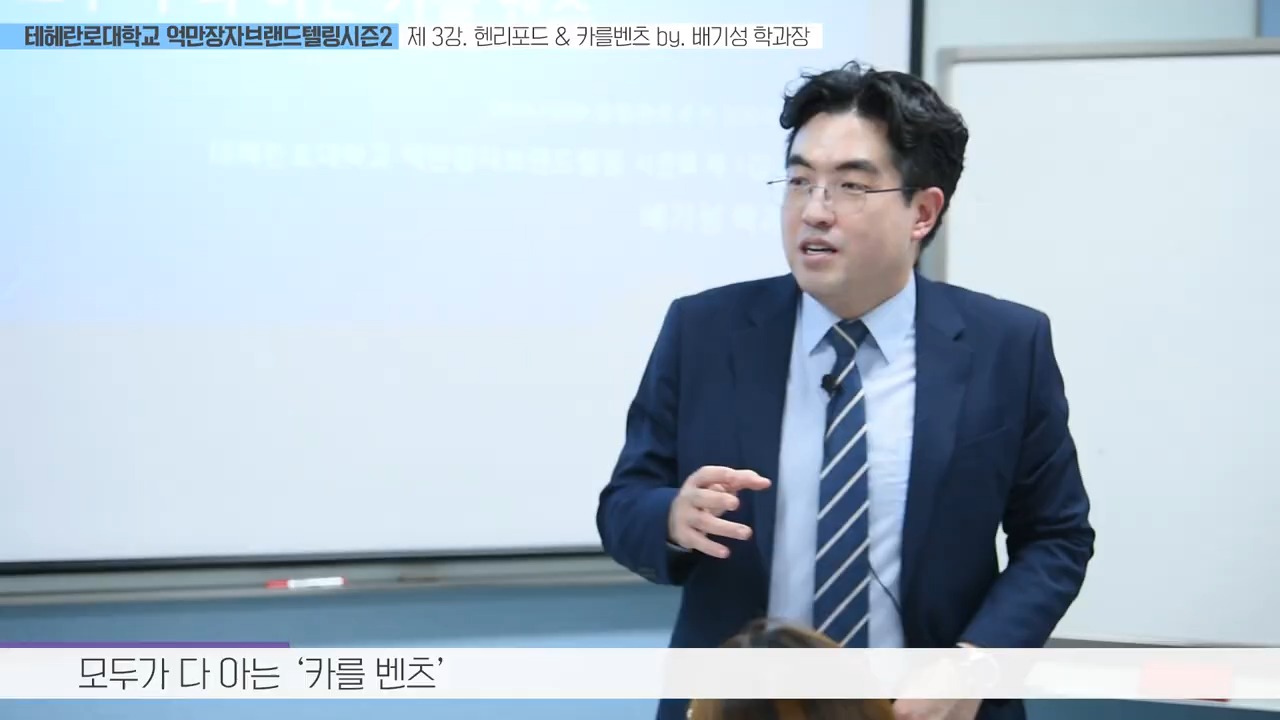 테헤란로대학교 억만장자브랜드텔링시즌2 제 3강. 헨리포드 & 카를벤츠 by. 배기성 학과장
모두가 다 아는 ‘카를 벤츠’